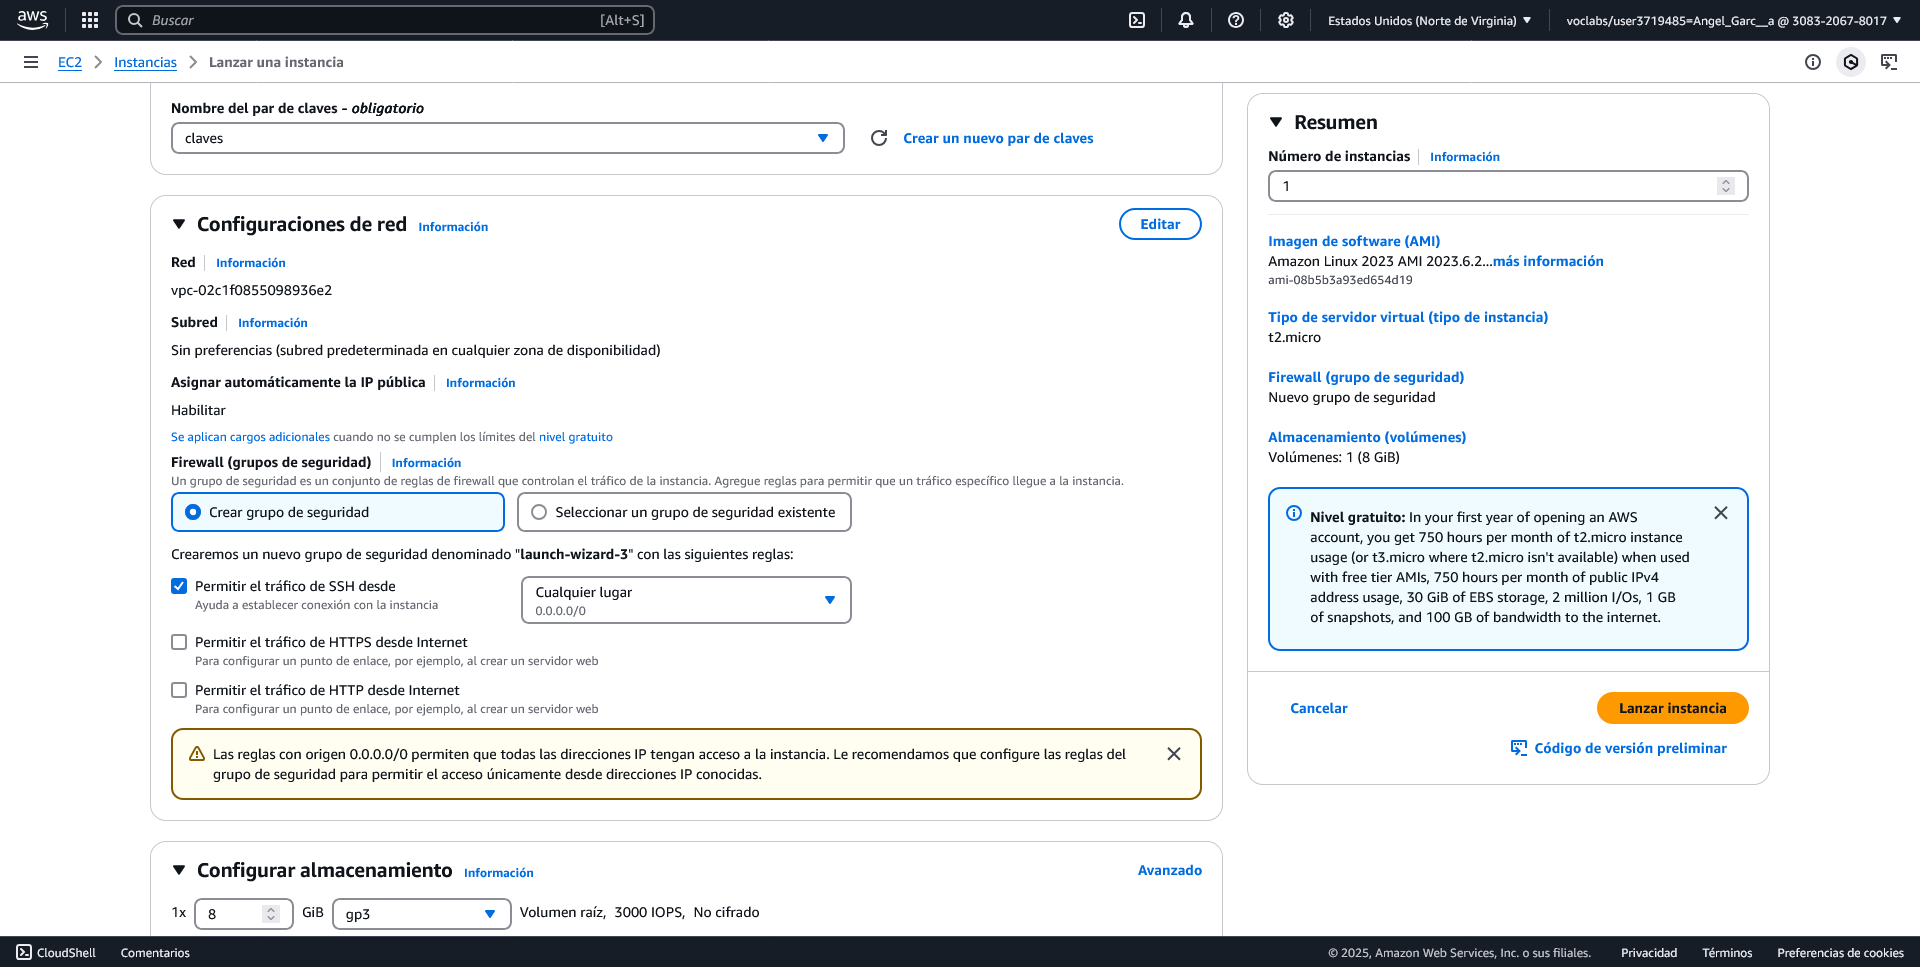 aws
Buscar
[Alt+S]
Estados Unidos (Norte de Virginia)
voclabs/user3719485=Angel_Garc__a @ 3083-2067-8017
EC2
Instancias
Lanzar una instancia
Nombre del par de claves - obligatorio
claves
Crear un nuevo par de claves
Configuraciones de red
Información
Editar
Red
Información
vpc-02c1f0855098936e2
Subred
Información
Sin preferencias (subred predeterminada en cualquier zona de disponibilidad)
Asignar automáticamente la IP pública
Información
Habilitar
Se aplican cargos adicionales cuando no se cumplen los límites del nivel gratuito
Firewall (grupos de seguridad)
Información
Un grupo de seguridad es un conjunto de reglas de firewall que controlan el tráfico de la instancia. Agregue reglas para permitir que un tráfico específico llegue a la instancia.
Crear grupo de seguridad
Seleccionar un grupo de seguridad existente
Crearemos un nuevo grupo de seguridad denominado "launch-wizard-3" con las siguientes reglas:
Permitir el tráfico de SSH desde
Ayuda a establecer conexión con la instancia
Cualquier lugar
0.0.0.0/0
Permitir el tráfico de HTTPS desde Internet
Para configurar un punto de enlace, por ejemplo, al crear un servidor web
Permitir el tráfico de HTTP desde Internet
Para configurar un punto de enlace, por ejemplo, al crear un servidor web
Las reglas con origen 0.0.0.0/0 permiten que todas las direcciones IP tengan acceso a la instancia. Le recomendamos que configure las reglas del
grupo de seguridad para permitir el acceso únicamente desde direcciones IP conocidas.
Configurar almacenamiento
Información
Avanzado
1x
8
GiB
gp3
Volumen raíz, 3000 IOPS, No cifrado
Resumen
Número de instancias
Información
1
Imagen de software (AMI)
Amazon Linux 2023 AMI 2023.6.2...más información
ami-08b5b3a93ed654d19
Tipo de servidor virtual (tipo de instancia)
t2.micro
Firewall (grupo de seguridad)
Nuevo grupo de seguridad
Almacenamiento (volúmenes)
Volúmenes: 1 (8 GiB)
Nivel gratuito: In your first year of opening an AWS
account, you get 750 hours per month of t2.micro instance
usage (or t3.micro where t2.micro isn't available) when used
with free tier AMIs, 750 hours per month of public IPv4
address usage, 30 GiB of EBS storage, 2 million I/Os, 1 GB
of snapshots, and 100 GB of bandwidth to the internet.
Cancelar
Lanzar instancia
Código de versión preliminar
CloudShell
Comentarios
© 2025, Amazon Web Services, Inc. o sus filiales.
Privacidad
Términos
Preferencias de cookies